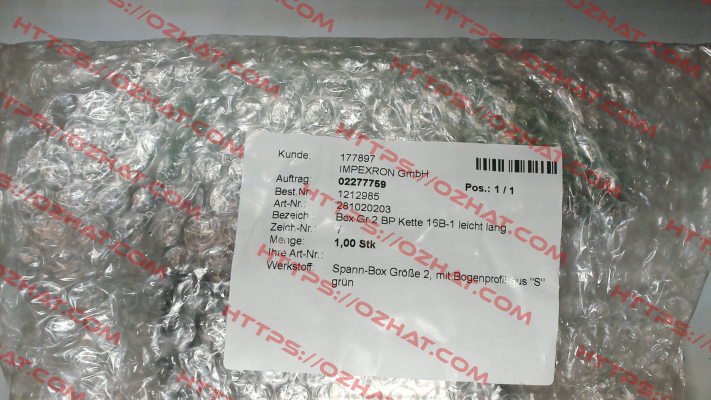 Kunde: 177897
IMPEXRON GmbH
Auftrag: 02277759 Pos.: 1 / 1
Best.Nr 1212985
Art-Nr.: 281020203
Bezeich : Box Gr.2 BP Kette 16B-1 leicht lang
Zeich-Nr.: /
Menge: 1,00 Stk
Ihre Art-Nr.:
Werkstoff: Spann-Box Größe 2, mit Bogenprofil aus "S"
grün
HTTPS://OZHAT.COM